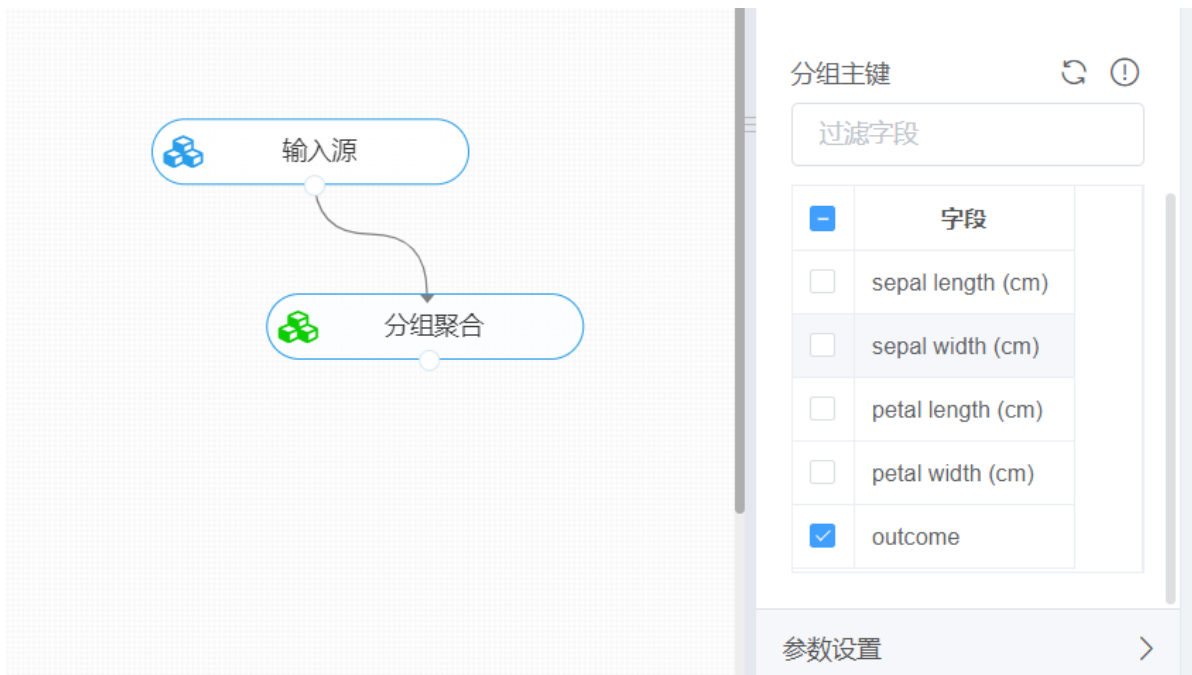 输入源
分组聚合
分组主键
过滤字段
字段
sepal length (cm)
sepal width (cm)
petal length (cm)
petal width (cm)
outcome
参数设置